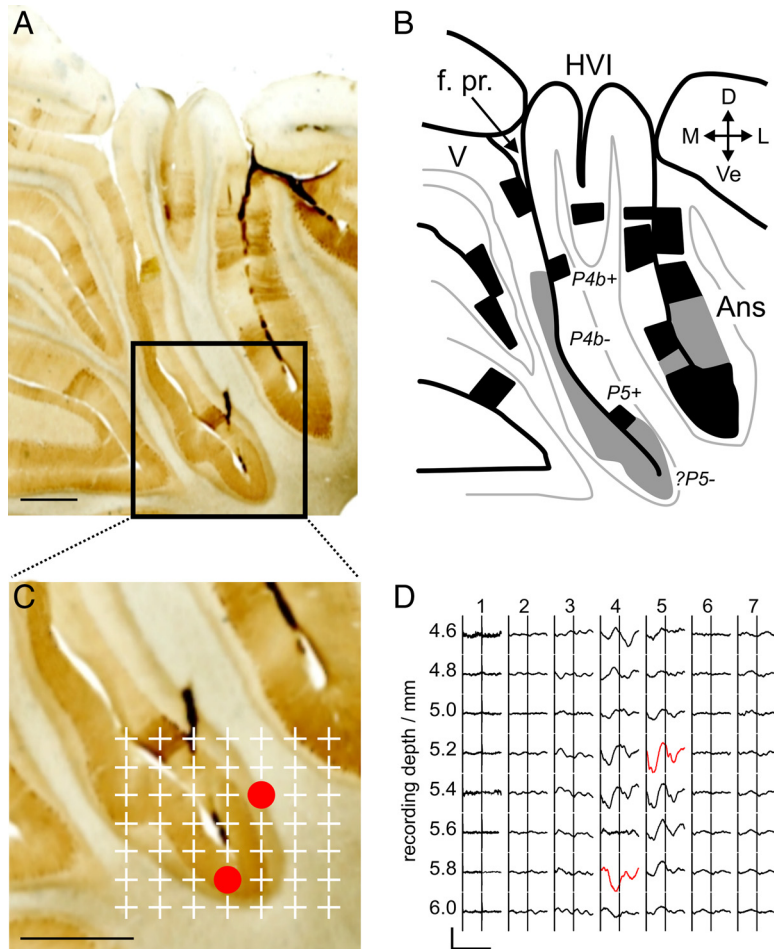 A
B
HVI
f. pr.
V
D
M L
Ve
P4b+
Ans
P4b-
P5+
?P5-
C
D
1 2 3 4 5 6 7
recording depth / mm
4.6
4.8
5.0
5.2
5.4
5.6
5.8
6.0